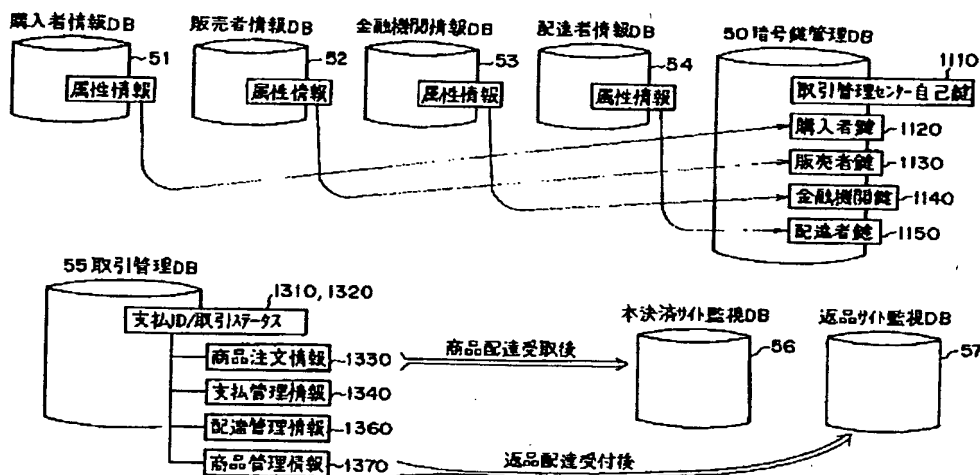 購入者情報DB
販売者情報DB
金融機関情報DB
配達者情報DB
50 暗号鍵管理DB
51
52
53
54
1110
属性情報
属性情報
属性情報
属性情報
取引管理センター自己鍵
購入者鍵
1120
販売者鍵
1130
金融機関鍵
1140
配達者鍵
1150
55 取引管理DB
1310, 1320
支払ID/取引ステータス
本決済サイト監視DB
返品サイト監視DB
商品注文情報
1330
商品配達受取後
56
57
支払管理情報
1340
配達管理情報
1360
商品管理情報
1370
返品配達受付後